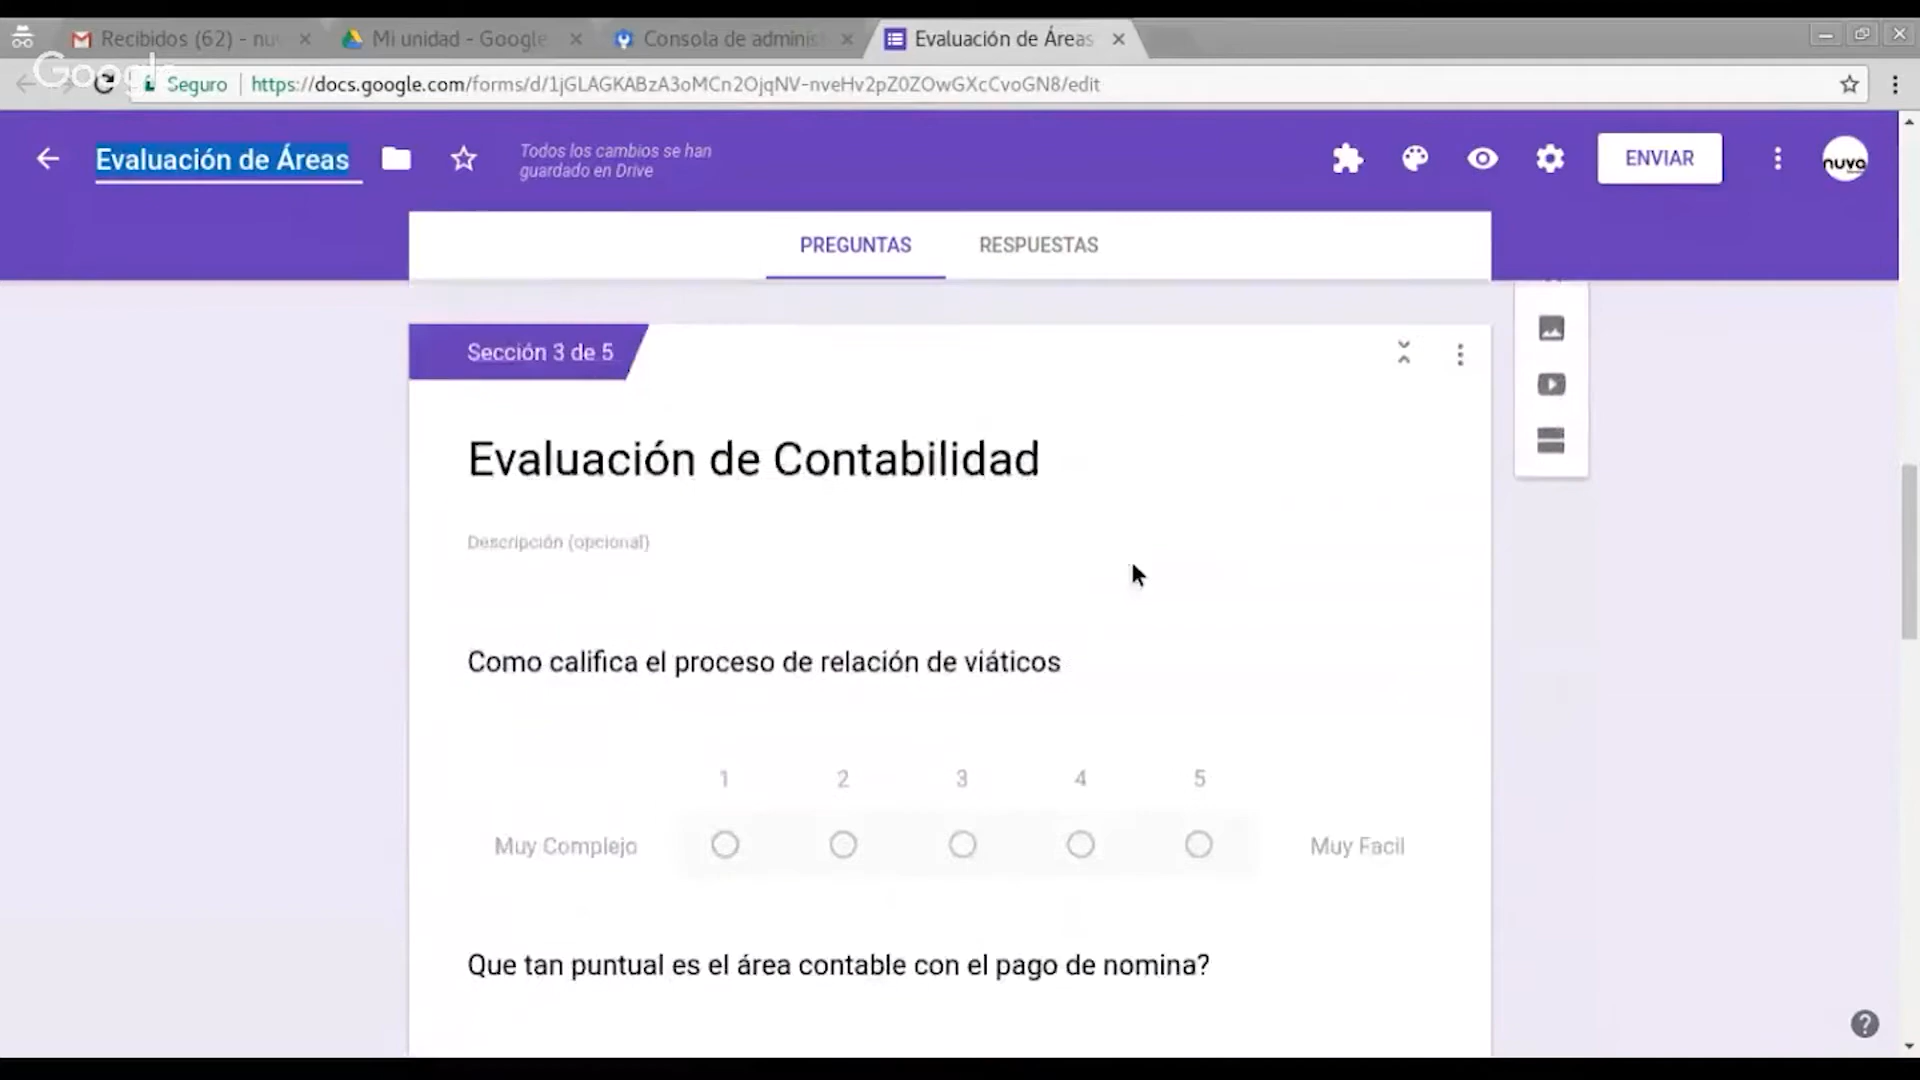 Recibidos (62) - nu
Mi unidad - Google
Consola de adminis
Evaluación de Áreas
Google
Seguro
https://docs.google.com/forms/d/1jGLAGKABzA3oMCn2OjqNV-nveHv2pZ0ZOwGXcCvoGN8/edit
Evaluación de Áreas
Todos los cambios se han
guardado en Drive
ENVIAR
nuva
PREGUNTAS
RESPUESTAS
Sección 3 de 5
Evaluación de Contabilidad
Descripción (opcional)
Como califica el proceso de relación de viáticos
1 2 3 4 5
Muy Complejo
Muy Facil
Que tan puntual es el área contable con el pago de nomina?